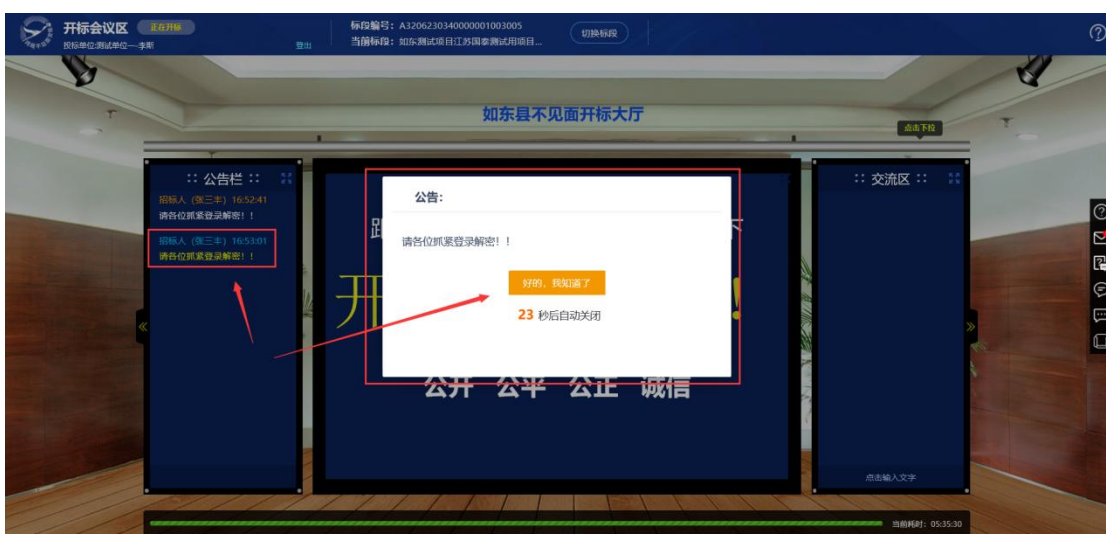 开标会议区
正在开标
投标单位:测试单位---李斯
登出
标段编号：A3206230340000001003005
当前标段：如东测试项目江苏国泰测试用项目...
切换标段
如东县不见面开标大厅
点击下拉
:: 公告栏 ::
招标人（张三丰）16:52:41
请各位抓紧登录解密！！
招标人（张三丰）16:53:01
请各位抓紧登录解密！！
公告：
请各位抓紧登录解密！！
好的，我知道了
23 秒后自动关闭
开
!
公开 公平 公正 诚信
:: 交流区 ::
点击输入文字
当前耗时：05:35:30